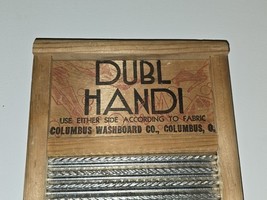 DUBL
HANDI
USE EITHER SIDE ACCORDING TO FABRIC
COLUMBUS WASHBOARD CO., COLUMBUS, O.